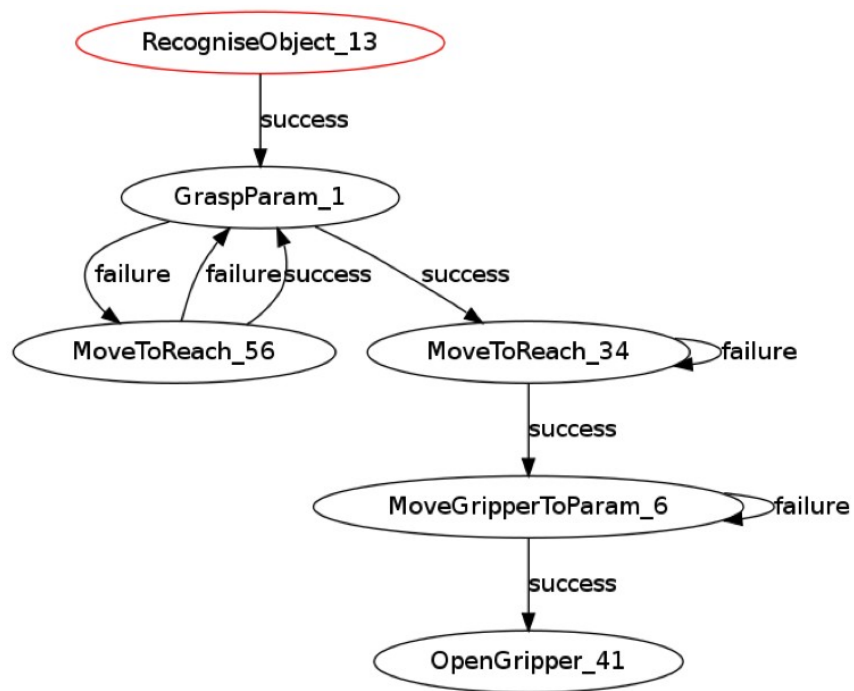 RecogniseObject_13
success
GraspParam_1
failure
failure
success
success
MoveToReach_56
MoveToReach_34
failure
success
MoveGripperToParam_6
failure
success
OpenGripper_41